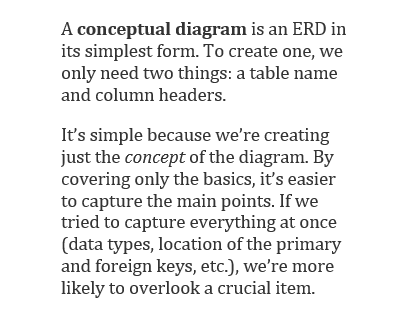 A conceptual diagram is an ERD in
its simplest form. To create one, we
only need two things: a table name
and column headers.
It’s simple because we’re creating
just the concept of the diagram. By
covering only the basics, it’s easier
to capture the main points. If we
tried to capture everything at once
(data types, location of the primary
and foreign keys, etc.), we’re more
likely to overlook a crucial item.